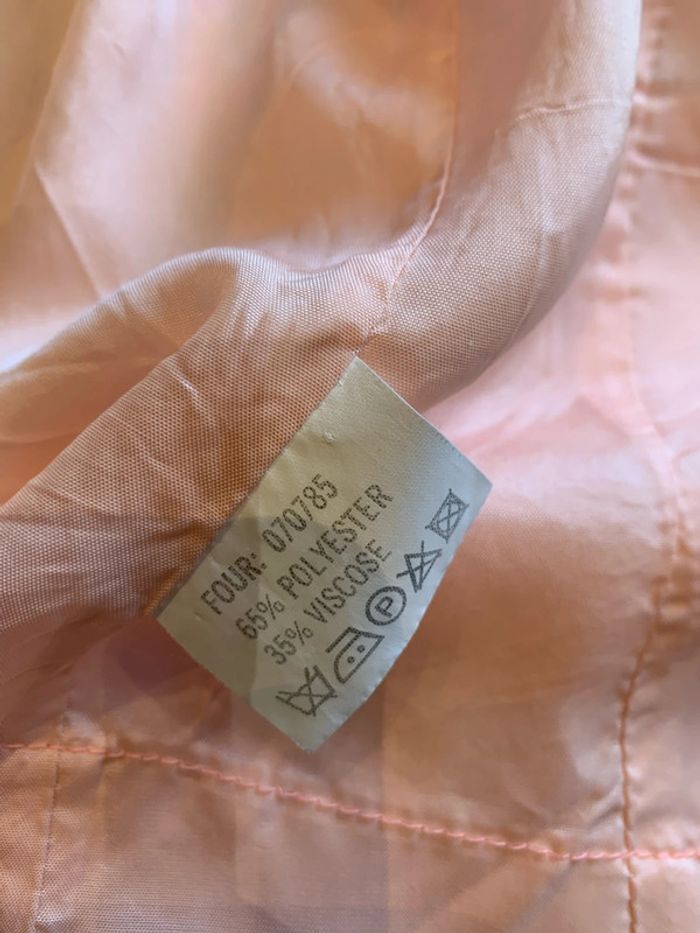 FOUR: 070785
65% POLYESTER
35% VISCOSE
P